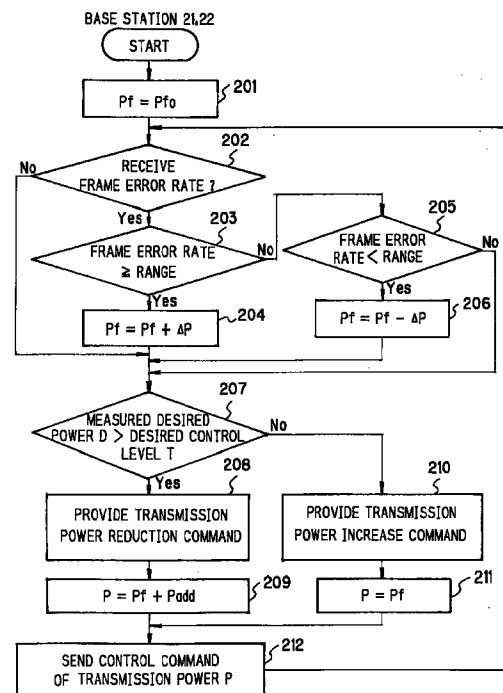 BASE STATION 21,22
START
201
Pf = Pfo
202
No
RECEIVE
FRAME ERROR RATE ?
Yes
203
205
FRAME ERROR RATE
≥ RANGE
No
FRAME ERROR
RATE < RANGE
No
Yes
204
Yes
206
Pf = Pf + ΔP
Pf = Pf − ΔP
207
MEASURED DESIRED
POWER D > DESIRED CONTROL
LEVEL T
No
Yes
208
210
PROVIDE TRANSMISSION
POWER REDUCTION COMMAND
PROVIDE TRANSMISSION
POWER INCREASE COMMAND
209
211
P = Pf + Padd
P = Pf
212
SEND CONTROL COMMAND
OF TRANSMISSION POWER P